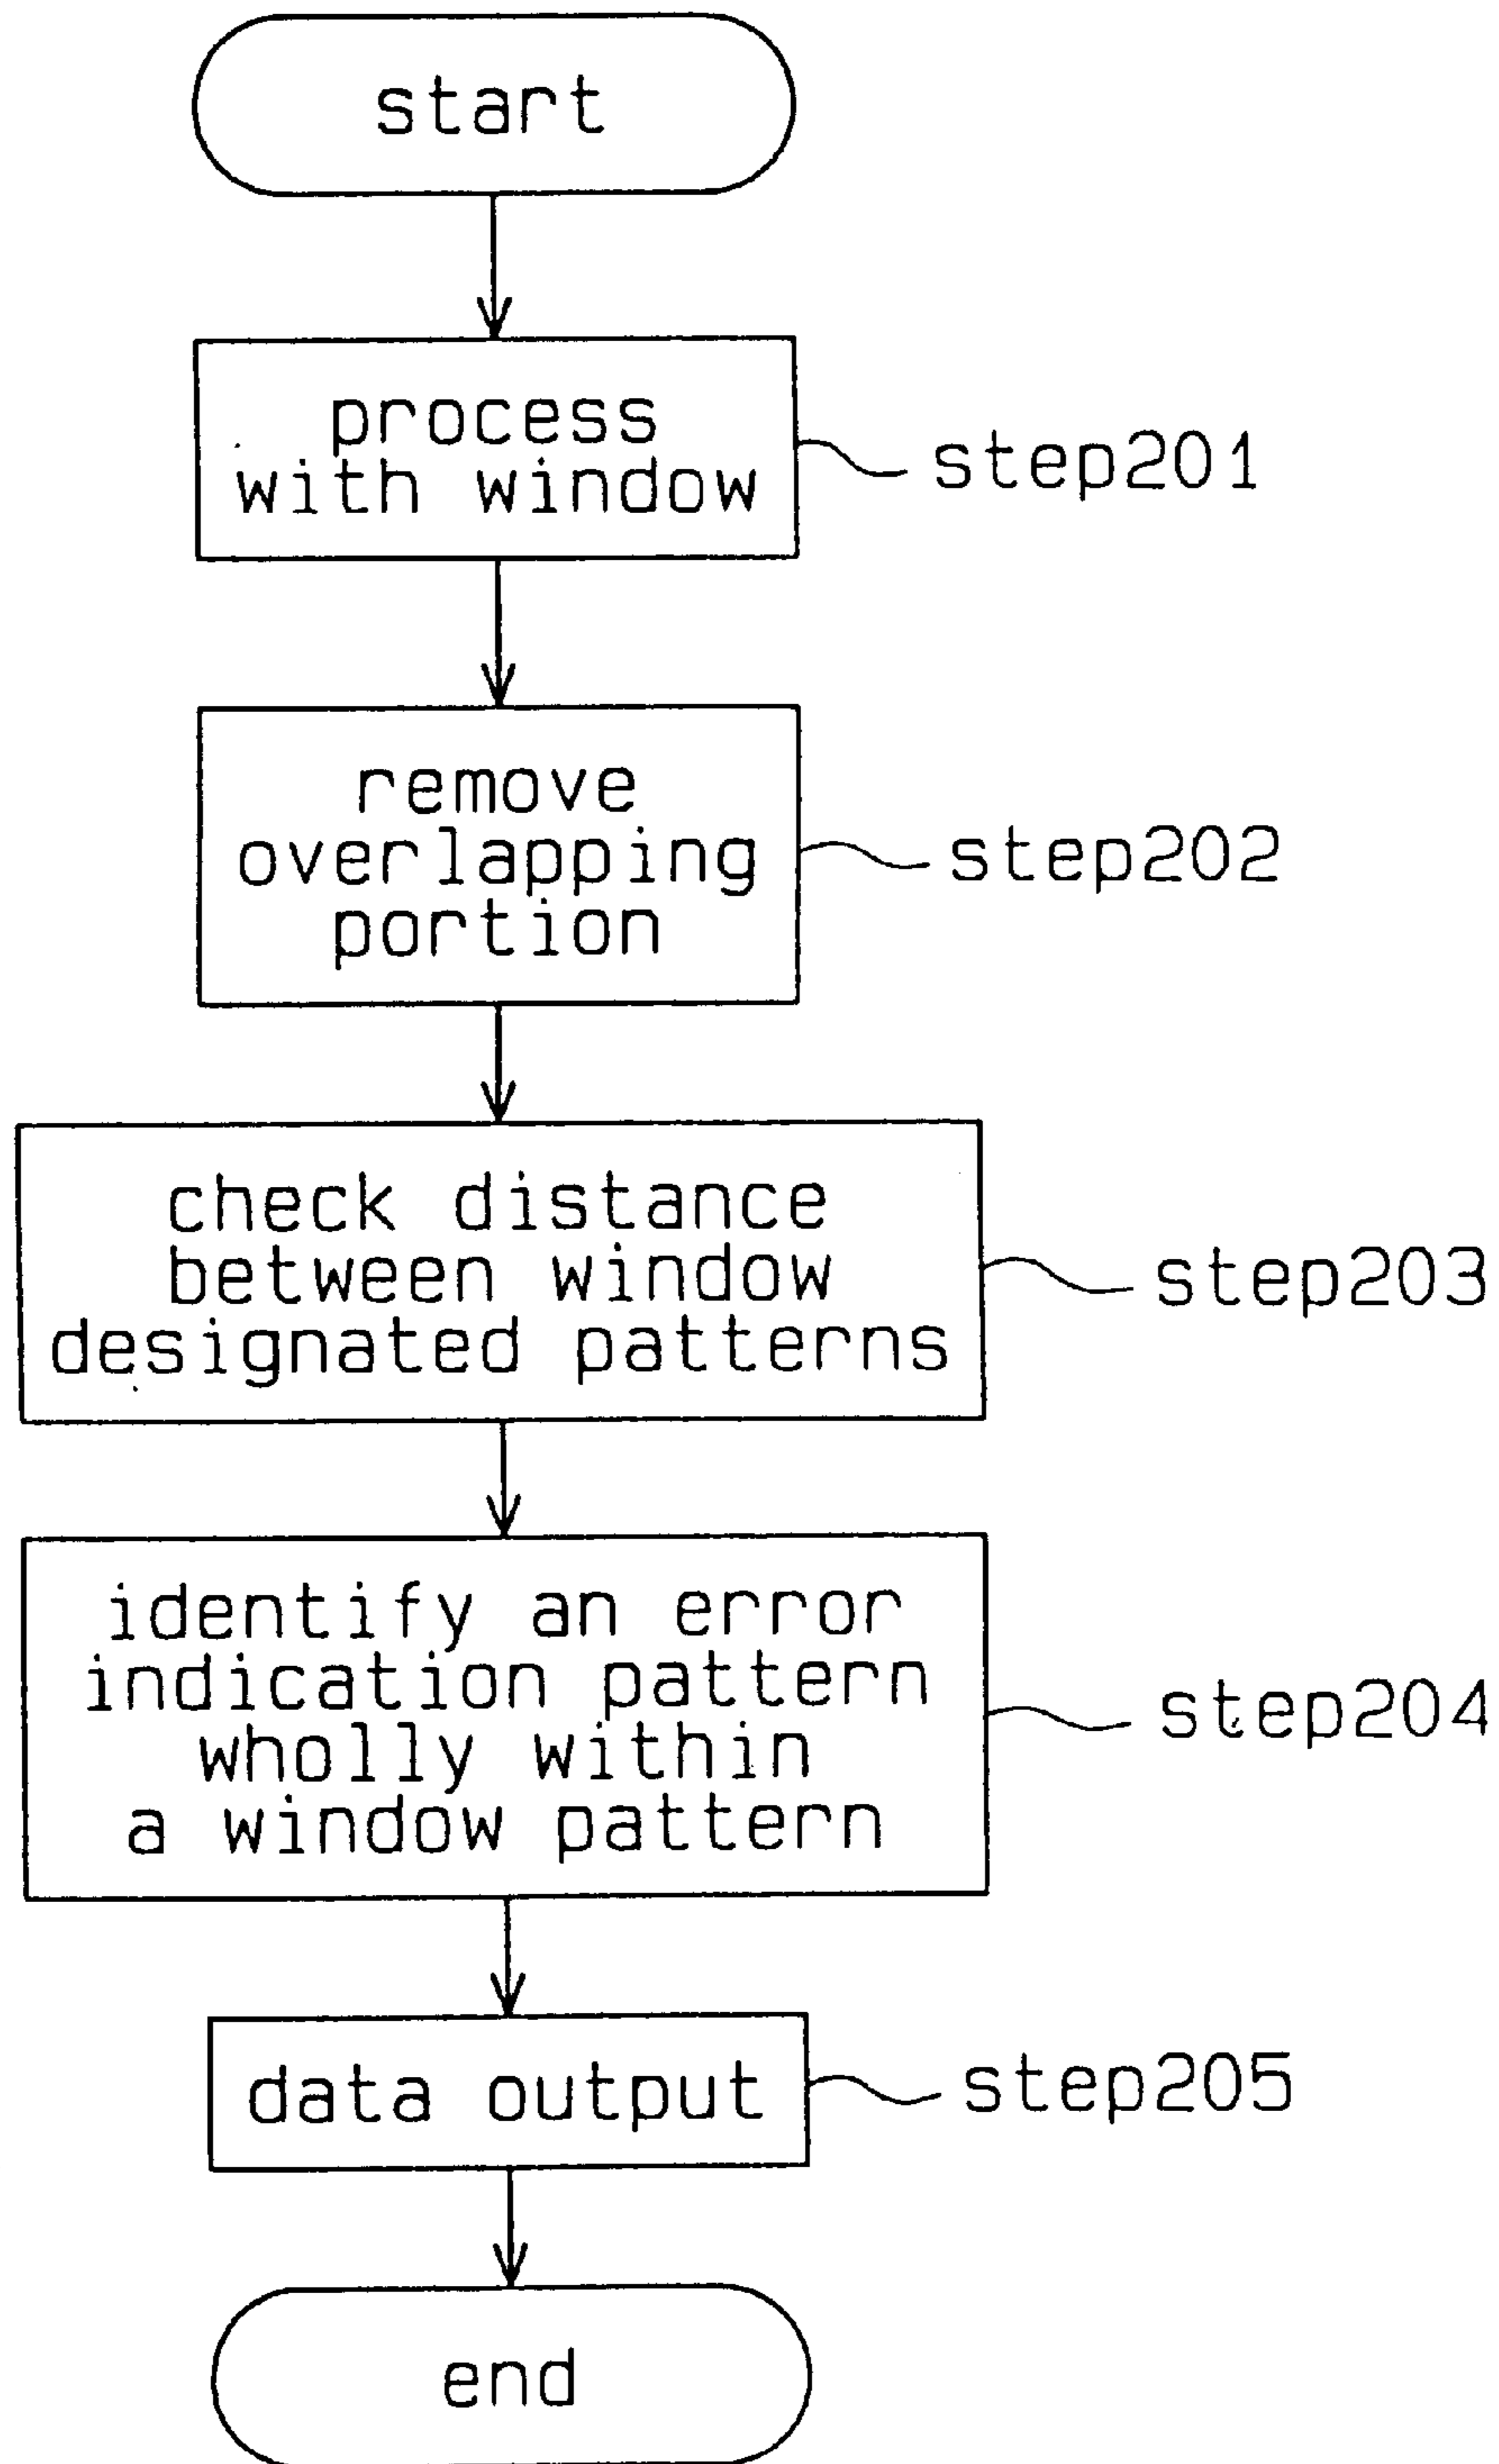 start
process
with window
step201
remove
overlapping
portion
step202
check distance
between window
designated patterns
step203
identify an error
indication pattern
wholly within
a window pattern
step204
data output
step205
end